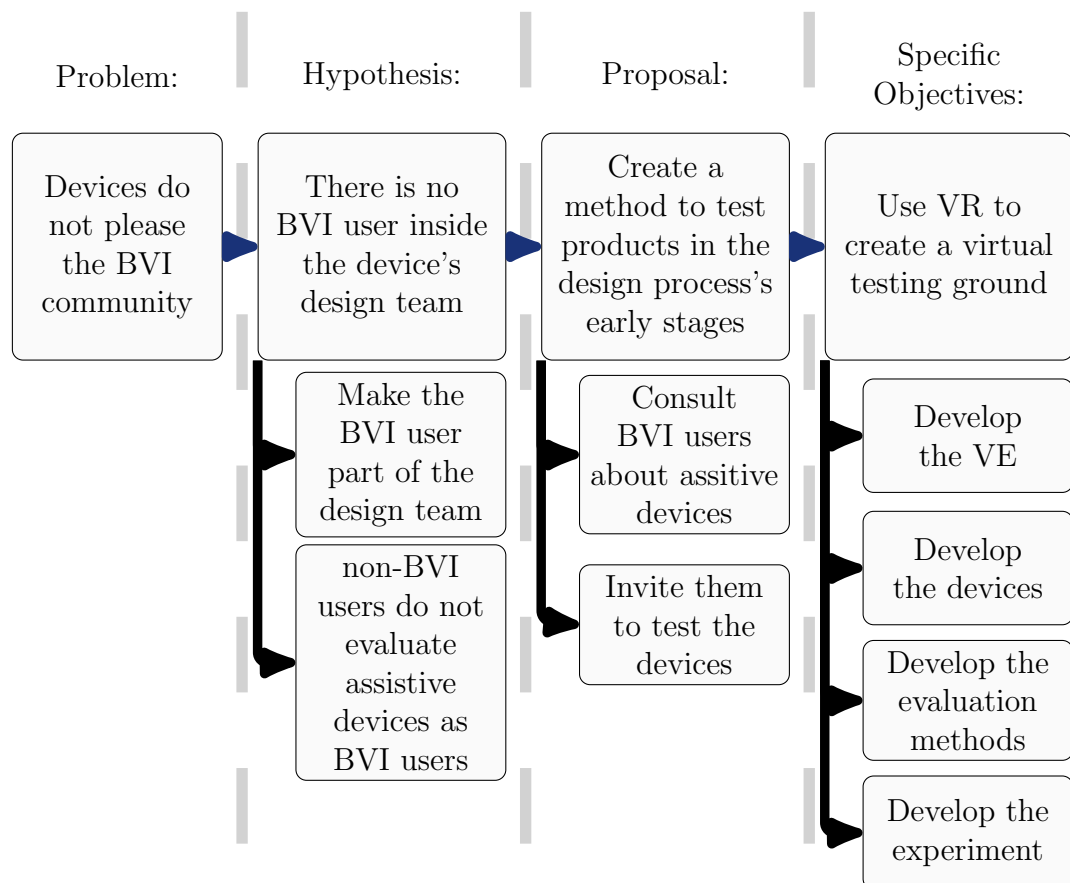 Problem:
Hypothesis:
Proposal:
Specific
Objectives:
Devices do
not please
the BVI
community
There is no
BVI user inside
the device's
design team
Make the
BVI user
part of the
design team
non-BVI
users do not
evaluate
assistive
devices as
BVI users
Create a
method to test
products in the
design process's
early stages
Consult
BVI users
about assitive
devices
Invite them
to test the
devices
Use VR to
create a virtual
testing ground
Develop
the VE
Develop
the devices
Develop the
evaluation
methods
Develop the
experiment